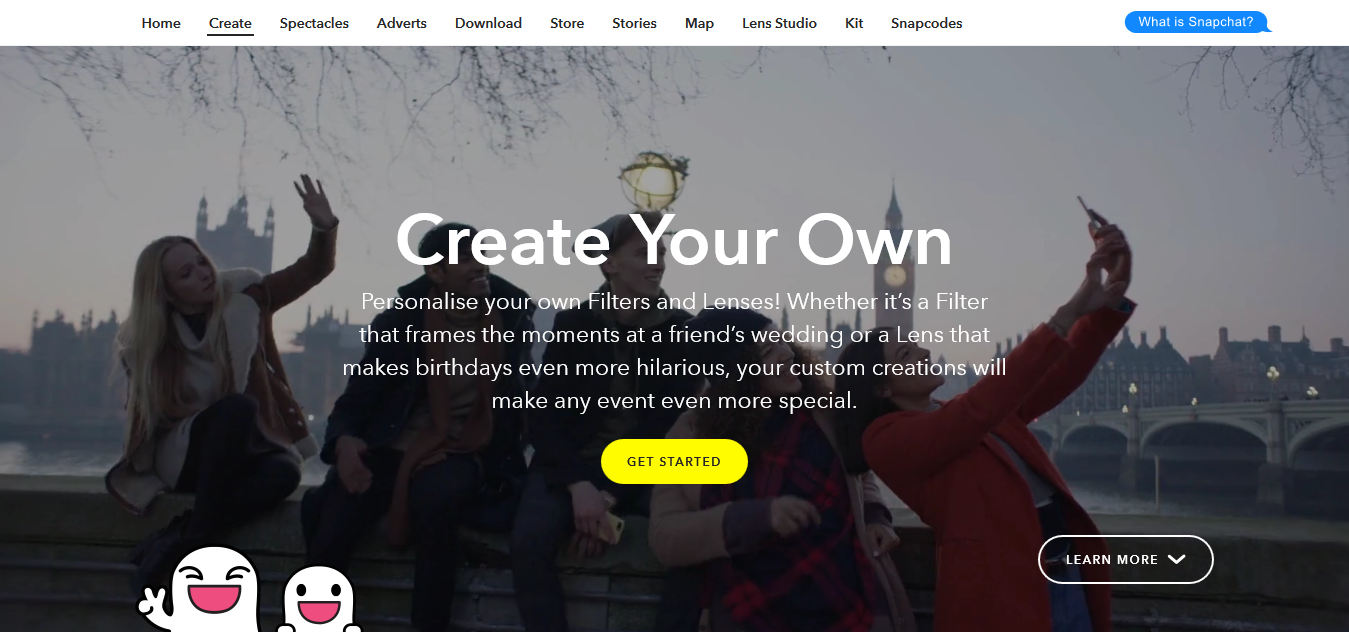 Home Create Spectacles Adverts Download Store Stories Map Lens Studio Kit Snapcodes What is Snapchat?
Create Your Own
Personalise your own Filters and Lenses! Whether it’s a Filter
that frames the moments at a friend’s wedding or a Lens that
makes birthdays even more hilarious, your custom creations will
make any event even more special.
GET STARTED
LEARN MORE